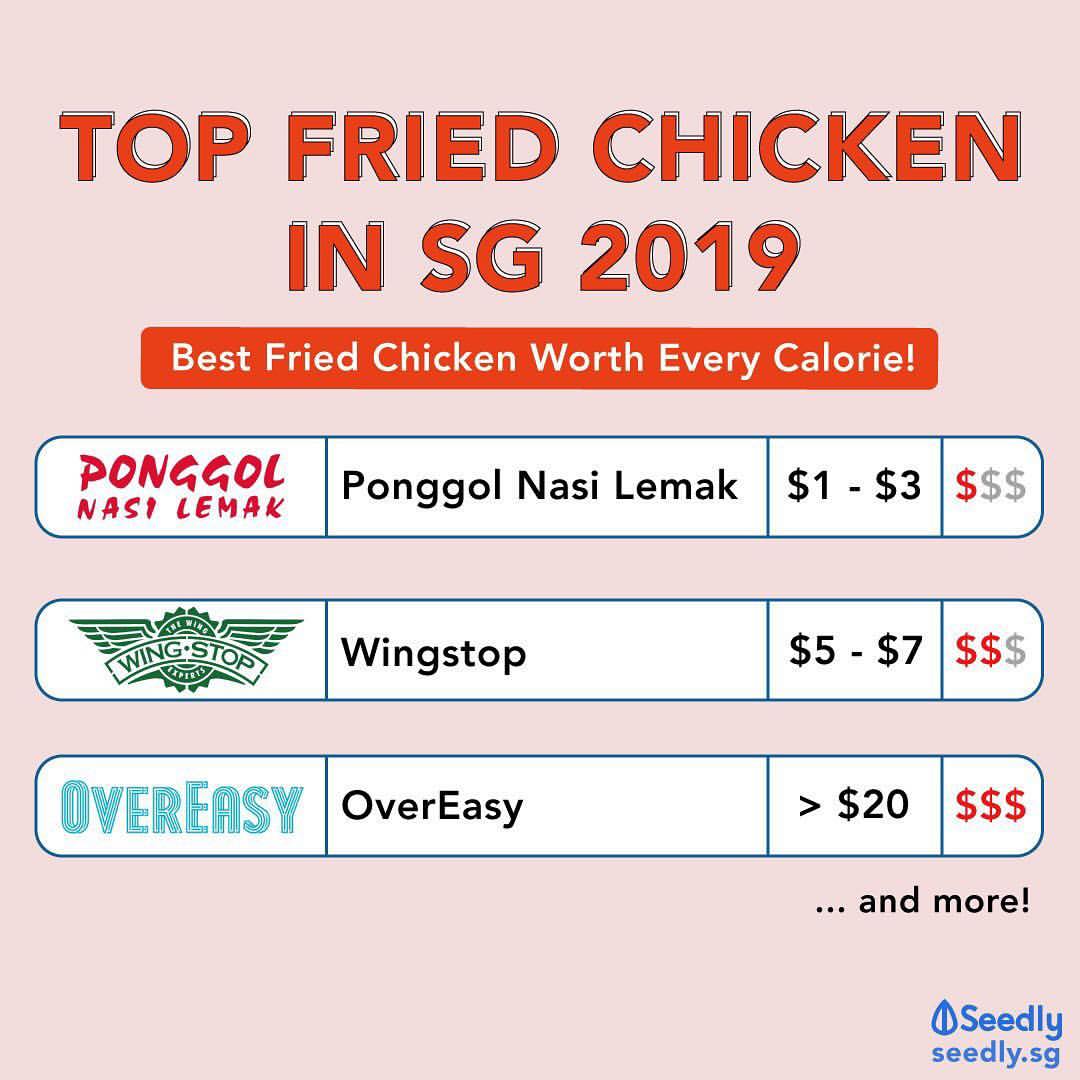 TOP FRIED CHICKEN
IN SG 2019
Best Fried Chicken Worth Every Calorie!
PONGGOL
NASI LEMAK
Ponggol Nasi Lemak
$1 - $3
$$$
THE WING
WING·STOP
EXPERTS
Wingstop
$5 - $7
$$$
OVEREASY
OverEasy
> $20
$$$
... and more!
Seedly
seedly.sg